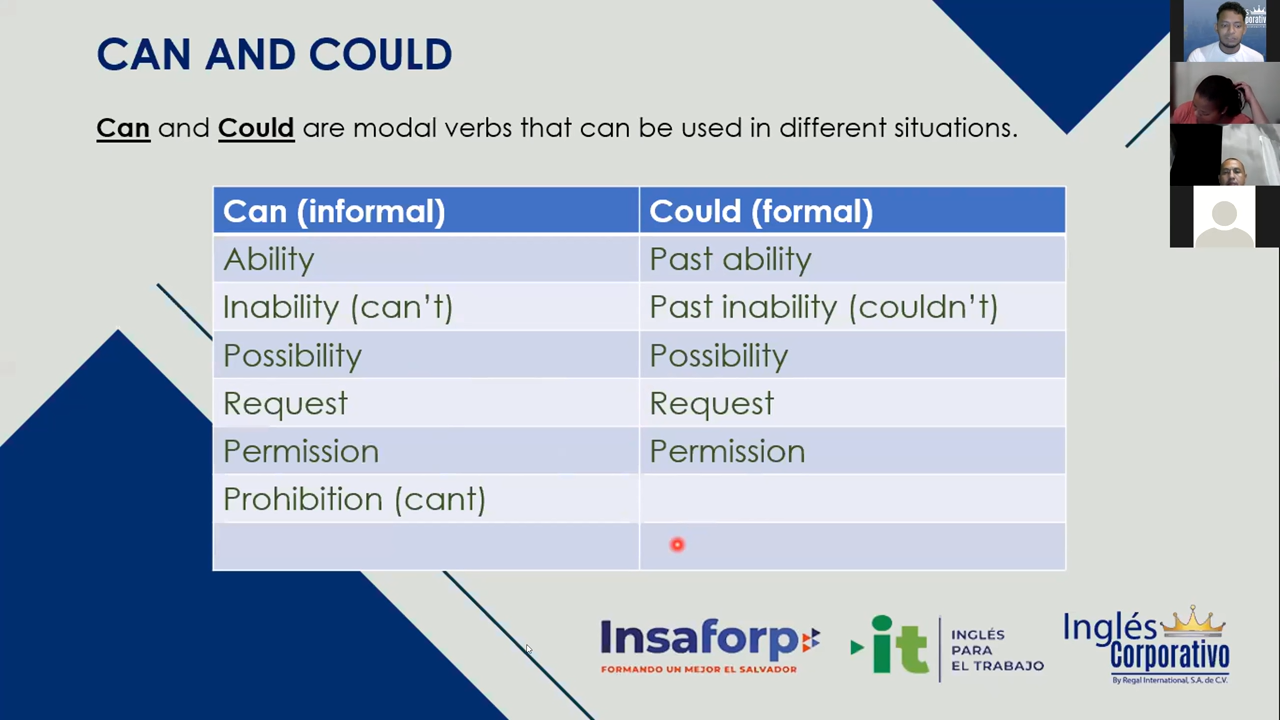 CAN AND COULD
Can and Could are modal verbs that can be used in different situations.
Can (informal) Could (formal)
Ability Past ability
Inability (can’t) Past inability (couldn’t)
Possibility Possibility
Request Request
Permission Permission
Prohibition (cant)
Insaforp
FORMANDO UN MEJOR EL SALVADOR
it
INGLÉS
PARA
EL TRABAJO
Inglés
Corporativo
By Regal International, S.A. de C.V.